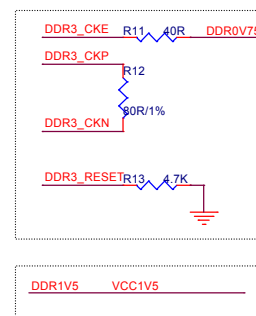 DDR3_CKE R11 40R DDR0V75
DDR3_CKP
R12
80R/1%
DDR3_CKN
DDR3_RESET R13 4.7K
DDR1V5 VCC1V5